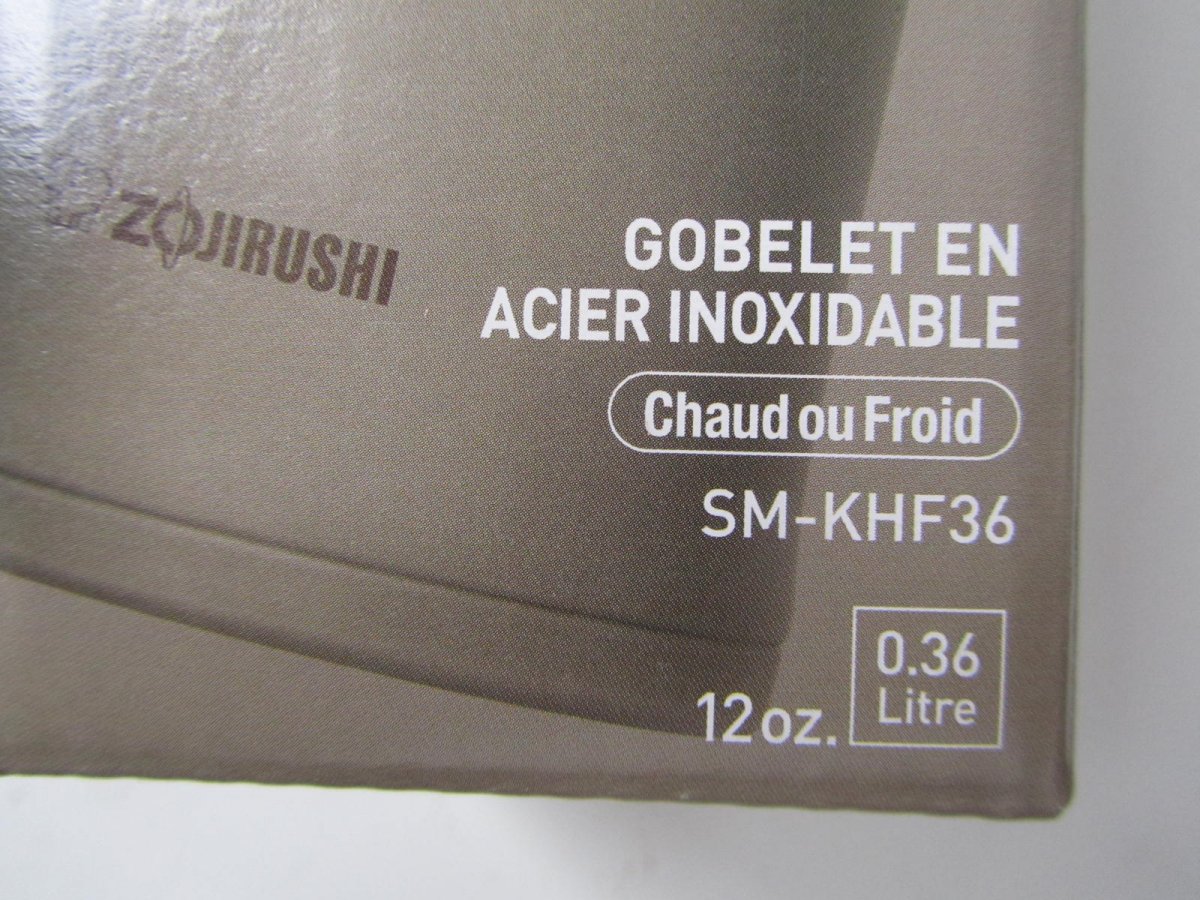 ZOJIRUSHI
GOBELET EN
ACIER INOXIDABLE
Chaud ou Froid
SM-KHF36
12 oz.
0.36
Litre